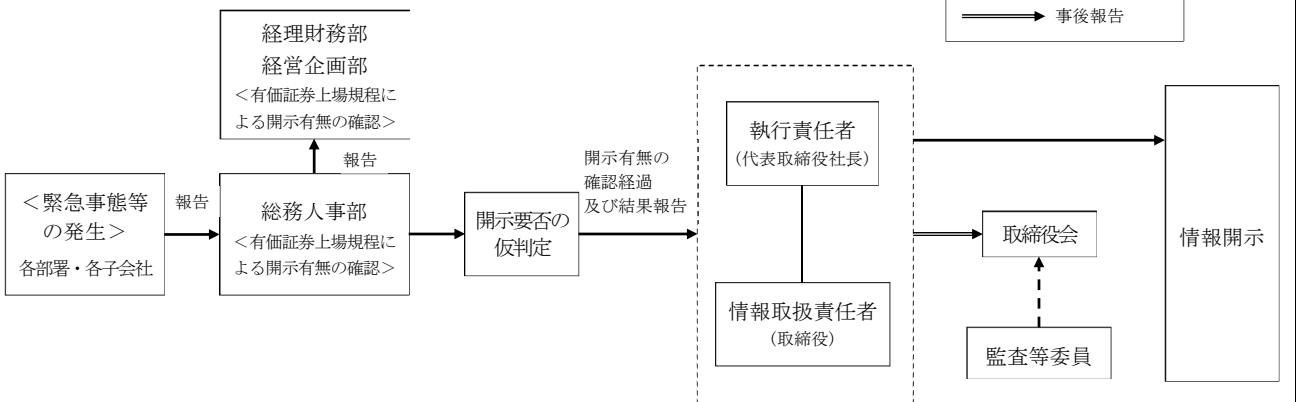 事後報告
経理財務部
経営企画部
＜有価証券上場規程に
よる開示有無の確認＞
報告
＜緊急事態等
の発生＞
各部署・各子会社
報告
総務人事部
＜有価証券上場規程に
よる開示有無の確認＞
開示要否の
仮判定
開示有無の
確認経過
及び結果報告
執行責任者
（代表取締役社長）
情報取扱責任者
（取締役）
取締役会
監査等委員
情報開示